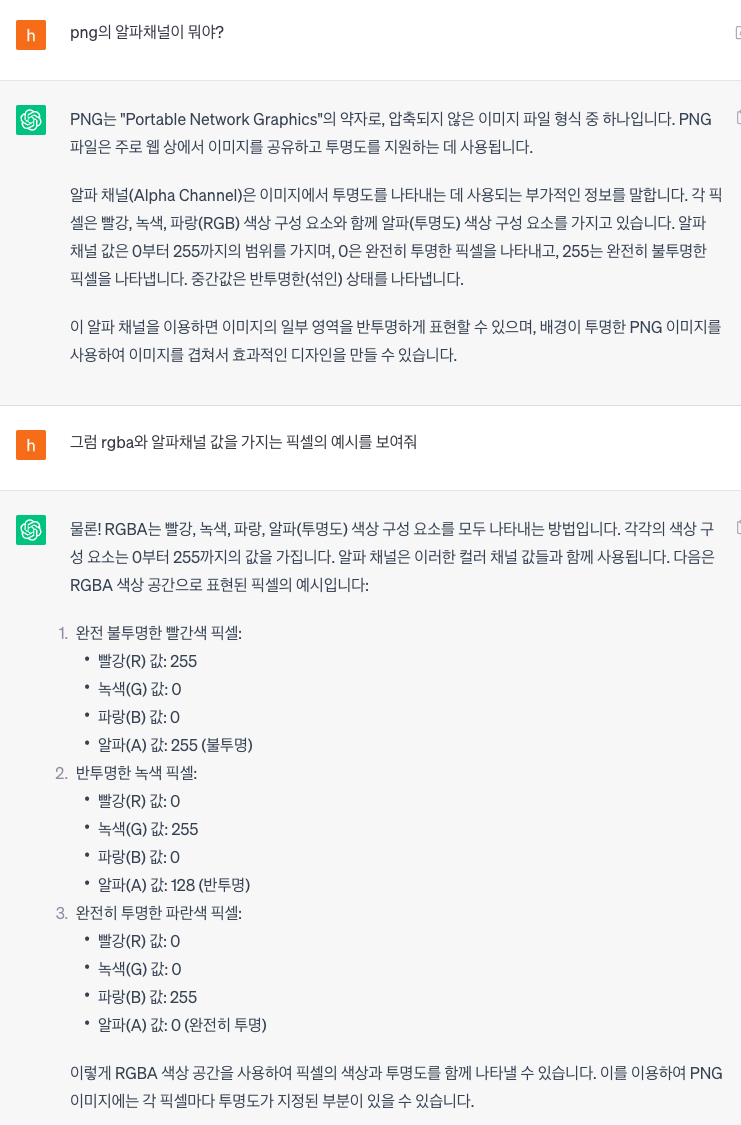 h png의 알파채널이 뭐야?
PNG는 "Portable Network Graphics"의 약자로, 압축되지 않은 이미지 파일 형식 중 하나입니다. PNG
파일은 주로 웹 상에서 이미지를 공유하고 투명도를 지원하는 데 사용됩니다.
알파 채널(Alpha Channel)은 이미지에서 투명도를 나타내는 데 사용되는 부가적인 정보를 말합니다. 각 픽
셀은 빨강, 녹색, 파랑(RGB) 색상 구성 요소와 함께 알파(투명도) 색상 구성 요소를 가지고 있습니다. 알파
채널 값은 0부터 255까지의 범위를 가지며, 0은 완전히 투명한 픽셀을 나타내고, 255는 완전히 불투명한
픽셀을 나타냅니다. 중간값은 반투명한(섞인) 상태를 나타냅니다.
이 알파 채널을 이용하면 이미지의 일부 영역을 반투명하게 표현할 수 있으며, 배경이 투명한 PNG 이미지를
사용하여 이미지를 겹쳐서 효과적인 디자인을 만들 수 있습니다.
h 그럼 rgba와 알파채널 값을 가지는 픽셀의 예시를 보여줘
물론! RGBA는 빨강, 녹색, 파랑, 알파(투명도) 색상 구성 요소를 모두 나타내는 방법입니다. 각각의 색상 구
성 요소는 0부터 255까지의 값을 가집니다. 알파 채널은 이러한 컬러 채널 값들과 함께 사용됩니다. 다음은
RGBA 색상 공간으로 표현된 픽셀의 예시입니다:
1. 완전 불투명한 빨간색 픽셀:
• 빨강(R) 값: 255
• 녹색(G) 값: 0
• 파랑(B) 값: 0
• 알파(A) 값: 255 (불투명)
2. 반투명한 녹색 픽셀:
• 빨강(R) 값: 0
• 녹색(G) 값: 255
• 파랑(B) 값: 0
• 알파(A) 값: 128 (반투명)
3. 완전히 투명한 파란색 픽셀:
• 빨강(R) 값: 0
• 녹색(G) 값: 0
• 파랑(B) 값: 255
• 알파(A) 값: 0 (완전히 투명)
이렇게 RGBA 색상 공간을 사용하여 픽셀의 색상과 투명도를 함께 나타낼 수 있습니다. 이를 이용하여 PNG
이미지에는 각 픽셀마다 투명도가 지정된 부분이 있을 수 있습니다.